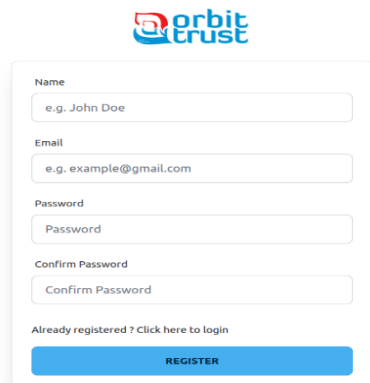 orbit
trust
Name
e.g. John Doe
Email
e.g. example@gmail.com
Password
Password
Confirm Password
Confirm Password
Already registered ? Click here to login
REGISTER